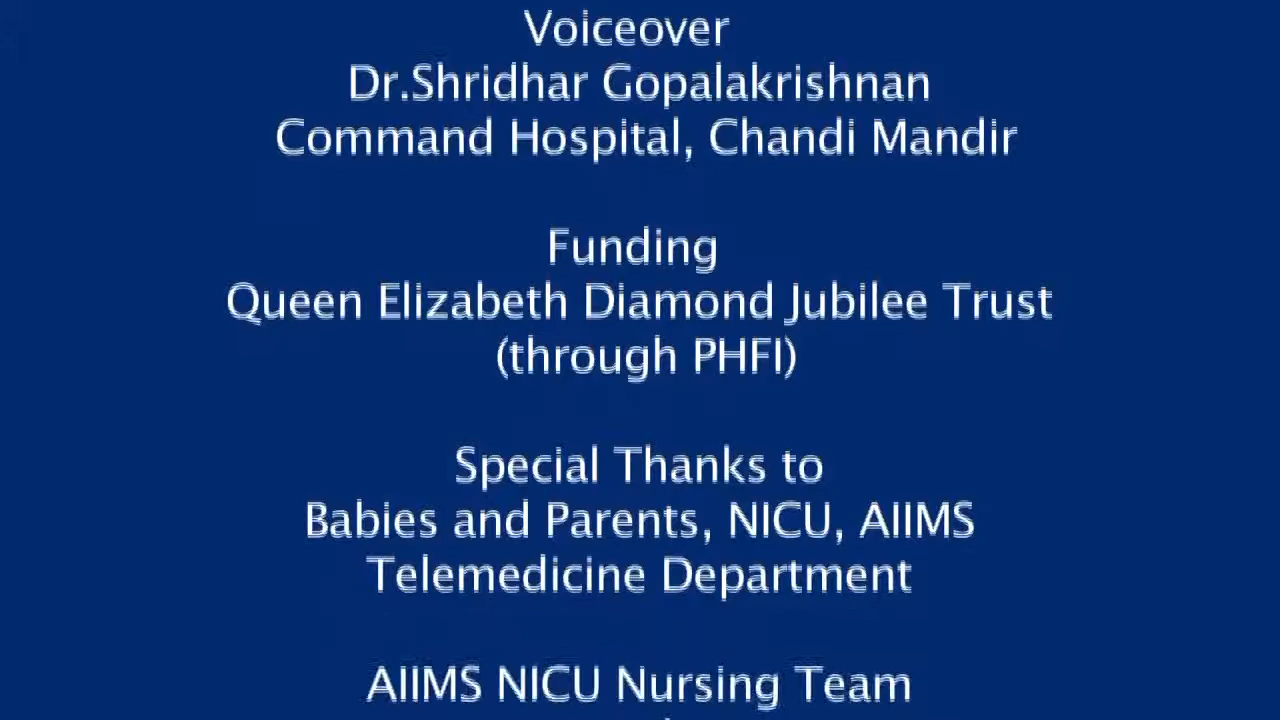 Voiceover
Dr.Shridhar Gopalakrishnan
Command Hospital, Chandi Mandir
Funding
Queen Elizabeth Diamond Jubilee Trust
(through PHFI)
Special Thanks to
Babies and Parents, NICU, AIIMS
Telemedicine Department
AIIMS NICU Nursing Team